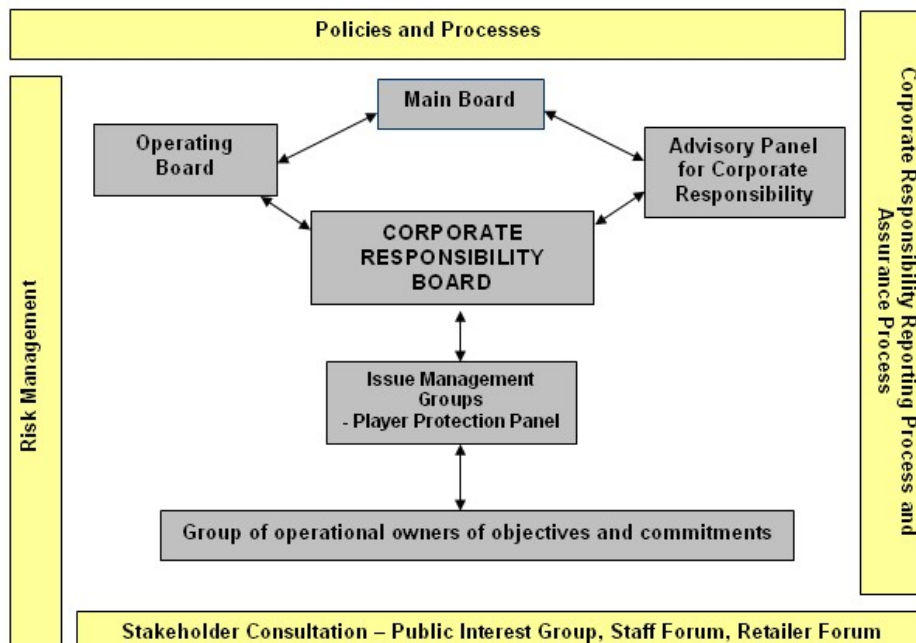 Policies and Processes
Main Board
Operating
Board
Advisory Panel
for Corporate
Responsibility
CORPORATE
RESPONSIBILITY
BOARD
Issue Management
Groups
- Player Protection Panel
Group of operational owners of objectives and commitments
Risk Management
Corporate Responsibility Reporting Process and
Assurance Process
Stakeholder Consultation – Public Interest Group, Staff Forum, Retailer Forum